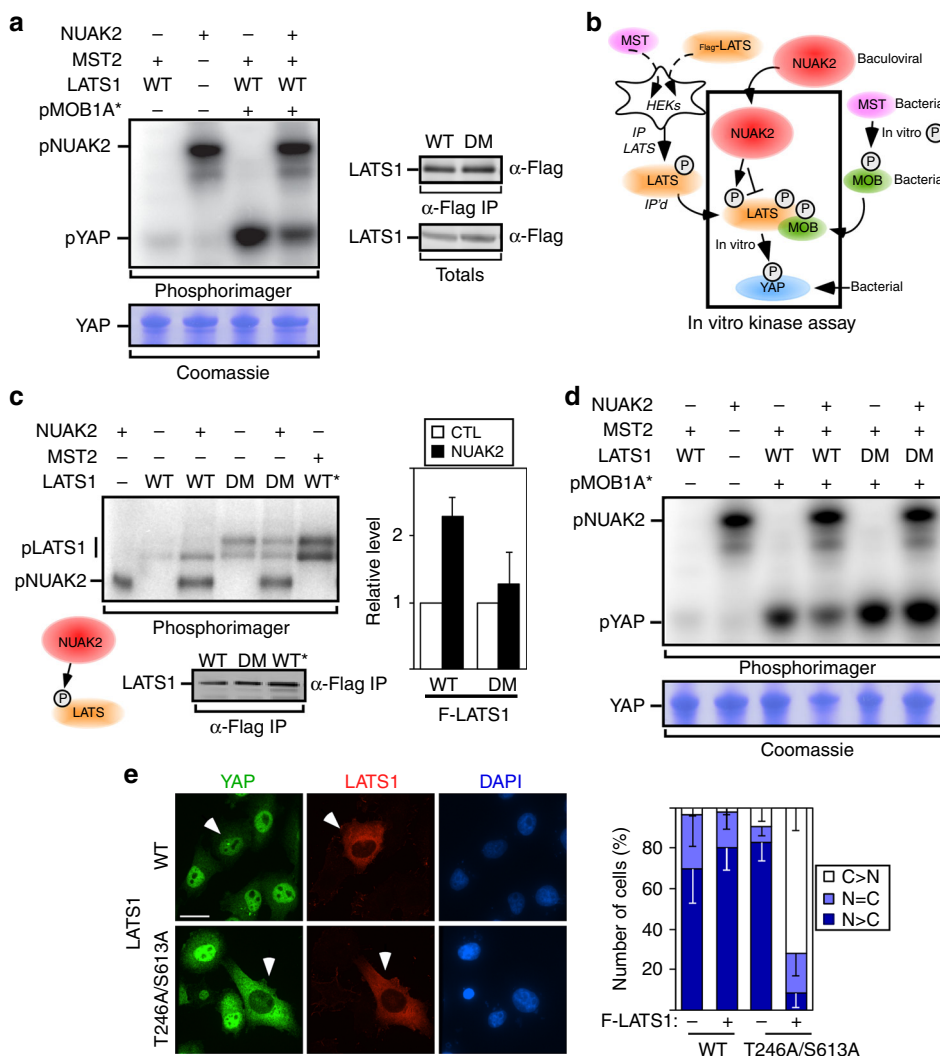 a
NUAK2 – + – +
MST2 + – + +
LATS1 WT – WT WT
pMOB1A* + +
pNUAK2
pYAP
Phosphorimager
YAP
Coomassie
WT DM
LATS1 α-Flag
α-Flag IP
LATS1 α-Flag
Totals
b
MST
Flag-LATS
NUAK2
Baculoviral
HEKs
IP
LATS
LATS
P
IP'd
NUAK2
MST
Bacterial
In vitro P
P
MOB
Bacterial
P
P
P
LATS
MOB
In vitro
P
YAP
Bacterial
In vitro kinase assay
c
NUAK2 + – + – + –
MST2 – – – – – +
LATS1 – WT WT DM DM WT*
pLATS1
pNUAK2
Phosphorimager
NUAK2
P
LATS
WT DM WT*
LATS1 α-Flag IP
α-Flag IP
CTL
NUAK2
Relative level
2
1
WT DM
F-LATS1
d
NUAK2 – + – + – +
MST2 + – + + + +
LATS1 WT – WT WT DM DM
pMOB1A* + + + +
pNUAK2
pYAP
Phosphorimager
YAP
Coomassie
e
YAP LATS1 DAPI
LATS1
WT
T246A/S613A
Number of cells (%)
80
60
40
20
C>N
N=C
N>C
F-LATS1: – + – +
WT T246A/S613A